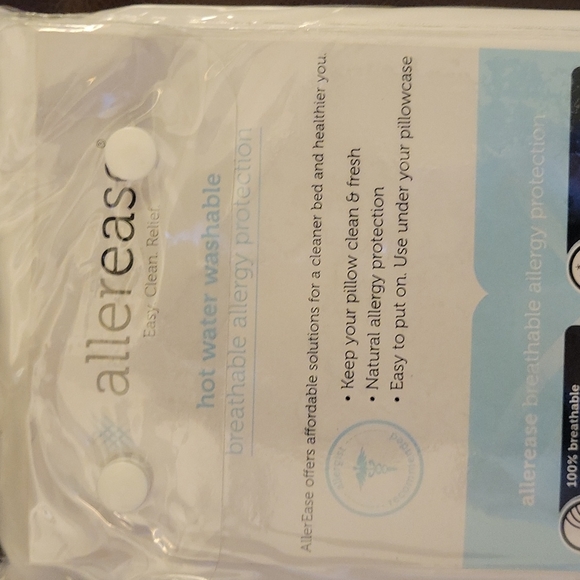 allerease®
Easy. Clean. Relief.
hot water washable
breathable allergy protection
AllerEase offers affordable solutions for a cleaner bed and healthier you.
• Keep your pillow clean & fresh
• Natural allergy protection
• Easy to put on. Use under your pillowcase
allerease breathable allergy protection
100% breathable